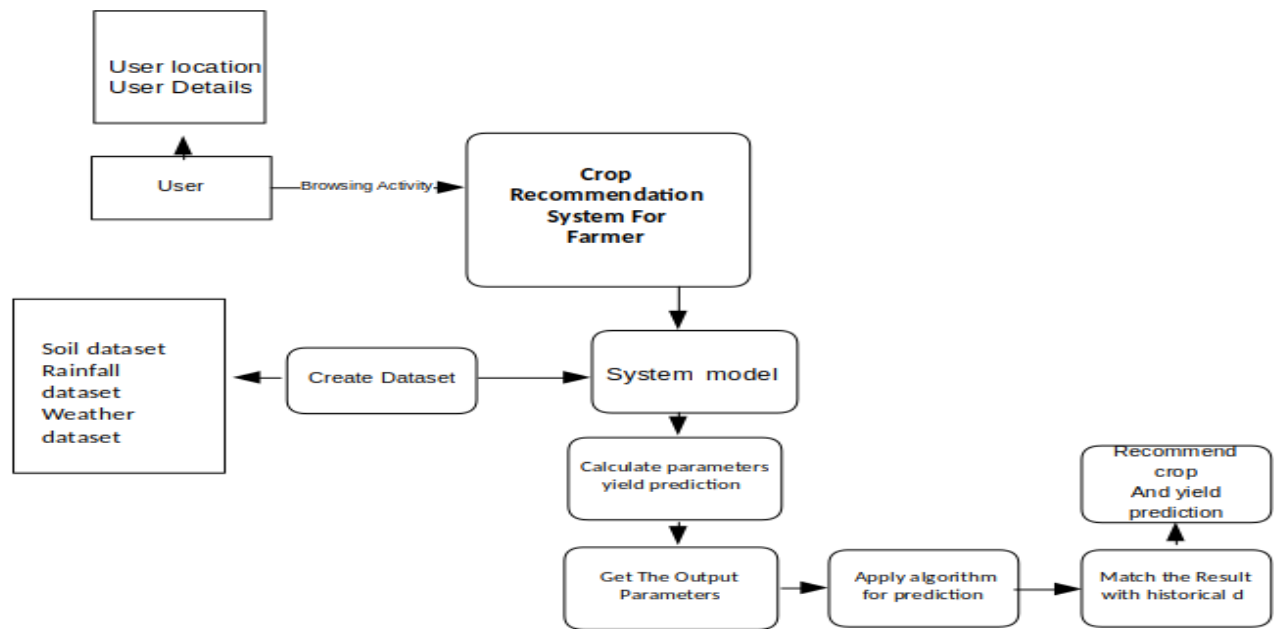 User location
User Details
User
Browsing Activity
Crop
Recommendation
System For
Farmer
Soil dataset
Rainfall
dataset
Weather
dataset
Create Dataset
System model
Calculate parameters
yield prediction
Get The Output
Parameters
Apply algorithm
for prediction
Match the Result
with historical d
Recommend
crop
And yield
prediction